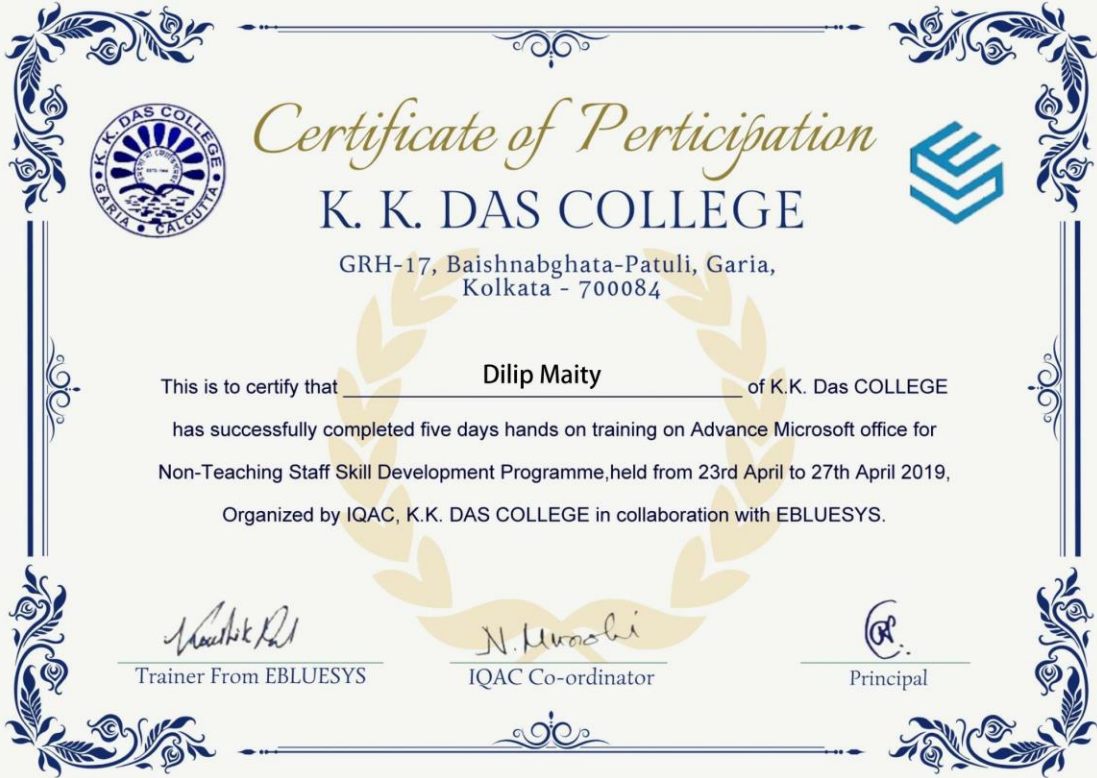 Certificate of Perticipation
K. K. DAS COLLEGE
GARIA • CALCUTTA
K. K. DAS COLLEGE
GRH-17, Baishnabghata-Patuli, Garia,
Kolkata - 700084
This is to certify that Dilip Maity of K.K. Das COLLEGE
has successfully completed five days hands on training on Advance Microsoft office for
Non-Teaching Staff Skill Development Programme,held from 23rd April to 27th April 2019,
Organized by IQAC, K.K. DAS COLLEGE in collaboration with EBLUESYS.
Trainer From EBLUESYS
N. Munshi
IQAC Co-ordinator
Principal